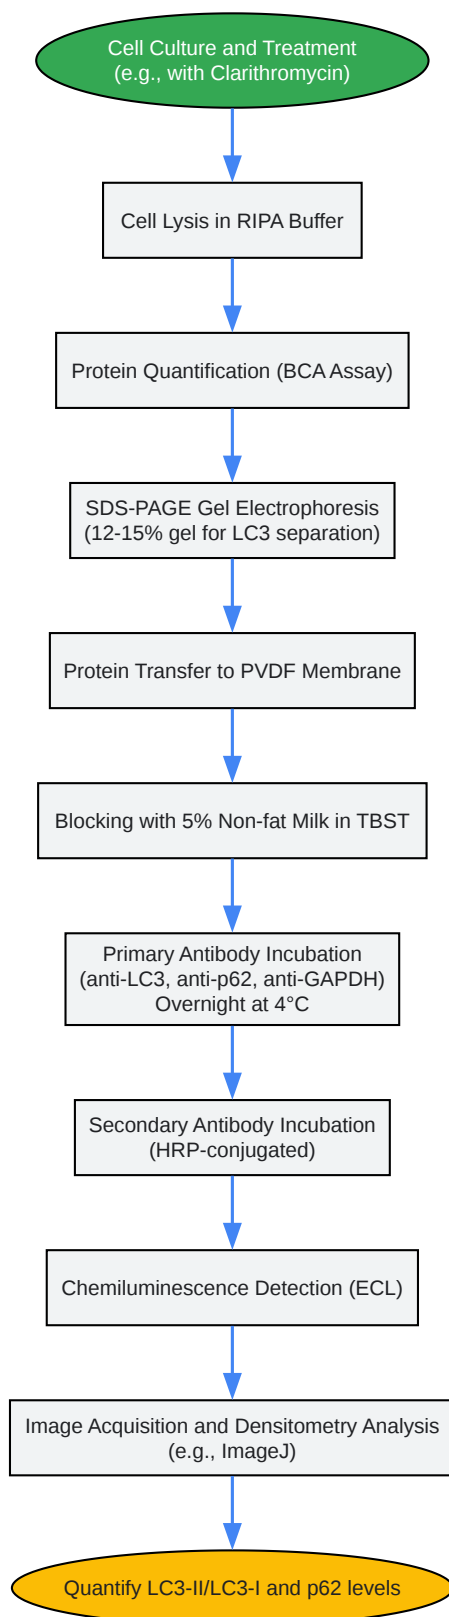 Cell Culture and Treatment
(e.g., with Clarithromycin)
Cell Lysis in RIPA Buffer
Protein Quantification (BCA Assay)
SDS-PAGE Gel Electrophoresis
(12-15% gel for LC3 separation)
Protein Transfer to PVDF Membrane
Blocking with 5% Non-fat Milk in TBST
Primary Antibody Incubation
(anti-LC3, anti-p62, anti-GAPDH)
Overnight at 4°C
Secondary Antibody Incubation
(HRP-conjugated)
Chemiluminescence Detection (ECL)
Image Acquisition and Densitometry Analysis
(e.g., ImageJ)
Quantify LC3-II/LC3-I and p62 levels